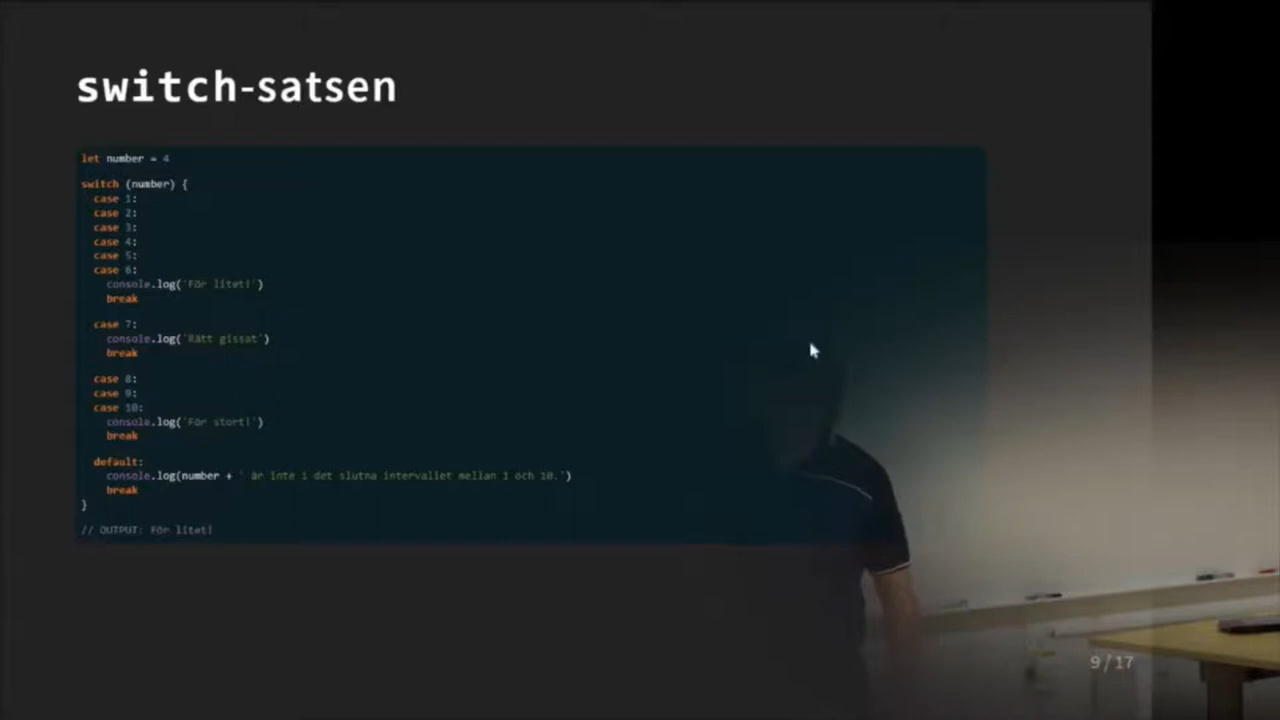 switch-satsen
let number = 4
switch (number) {
case 1:
case 2:
case 3:
case 4:
case 5:
case 6:
console.log('För litet!')
break
case 7:
console.log('Rätt gissat')
break
case 8:
case 9:
case 10:
console.log('För stort!')
break
default:
console.log(number + ' är inte i det slutna intervallet mellan 1 och 10.')
break
}
// OUTPUT: För litet!
9 / 17